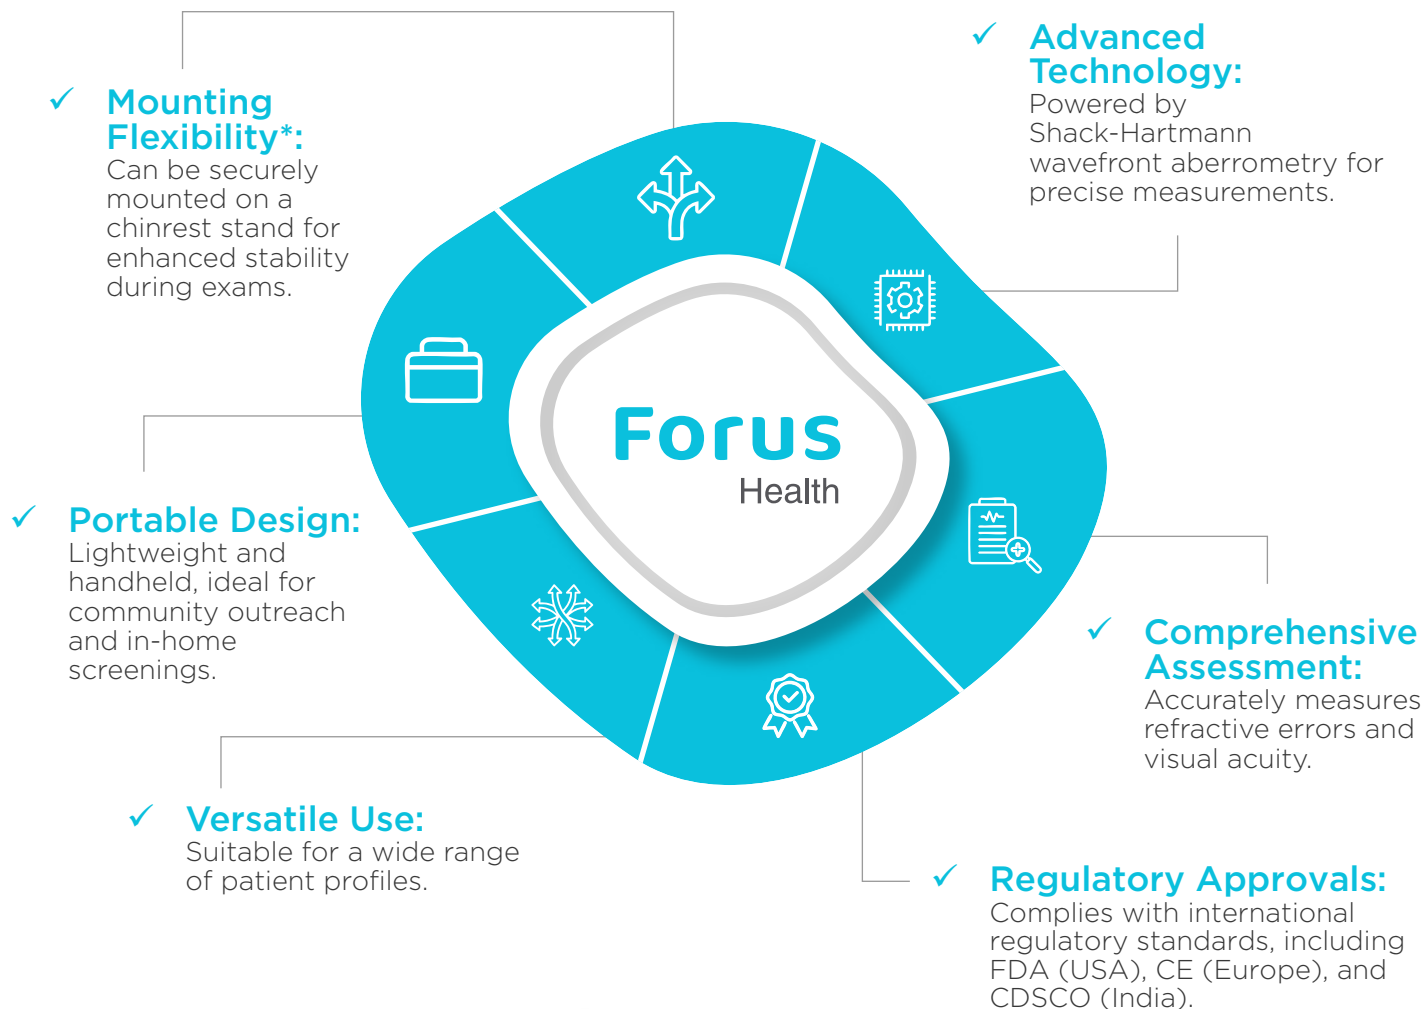 ✓ Mounting
Flexibility*:
Can be securely
mounted on a
chinrest stand for
enhanced stability
during exams.
✓ Advanced
Technology:
Powered by
Shack-Hartmann
wavefront aberrometry for
precise measurements.
Forus
Health
✓ Portable Design:
Lightweight and
handheld, ideal for
community outreach
and in-home
screenings.
✓ Comprehensive
Assessment:
Accurately measures
refractive errors and
visual acuity.
✓ Versatile Use:
Suitable for a wide range
of patient profiles.
✓ Regulatory Approvals:
Complies with international
regulatory standards, including
FDA (USA), CE (Europe), and
CDSCO (India).